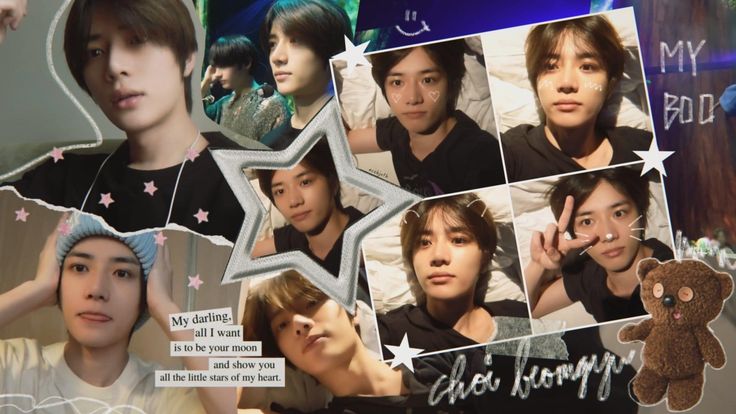 MY
BOO
My darling,
all I want
is to be your moon
and show you
all the little stars of my heart.
choi beomgyu